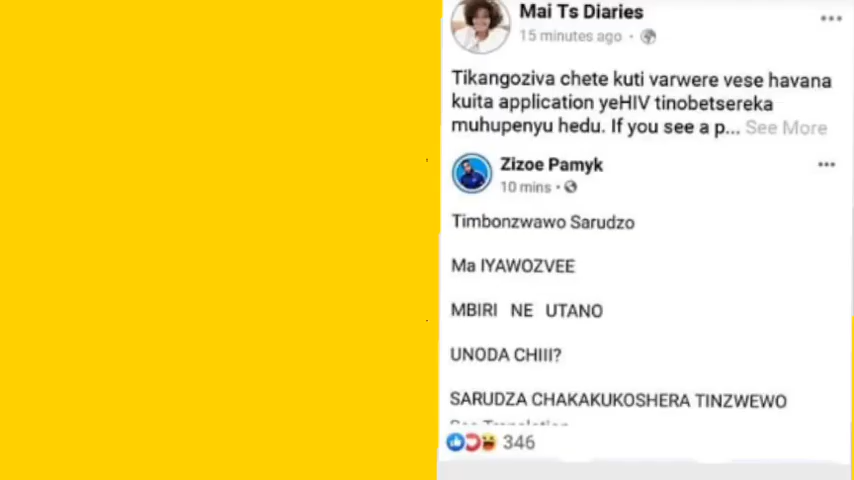 Mai Ts Diaries
15 minutes ago ·
Tikangoziva chete kuti varwere vese havana
kuita application yeHIV tinobetsereka
muhupenyu hedu. If you see a p... See More
Zizoe Pamyk
10 mins ·
Timbonzwawo Sarudzo
Ma IYAWOZVEE
MBIRI NE UTANO
UNODA CHIII?
SARUDZA CHAKAKUKOSHERA TINZWEWO
See Translation
346